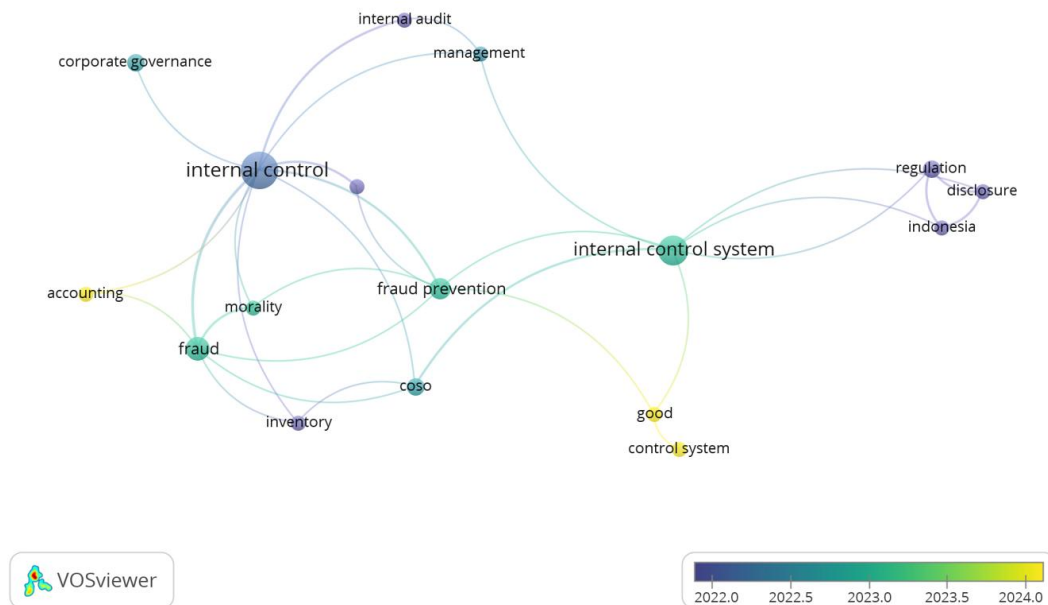 internal audit
management
corporate governance
internal control
regulation
disclosure
indonesia
internal control system
fraud prevention
accounting
morality
fraud
coso
good
inventory
control system
VOSviewer
2022.0 2022.5 2023.0 2023.5 2024.0